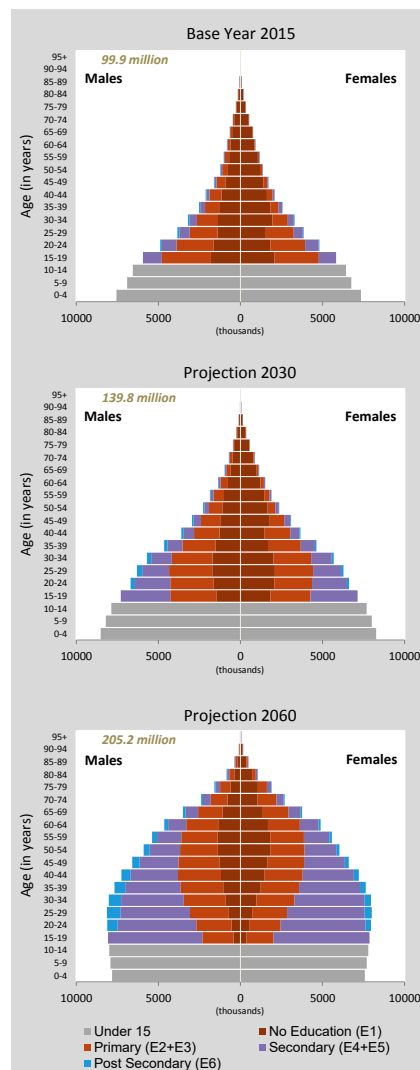 Base Year 2015
99.9 million
Males
Females
Age (in years)
95+
90-94
85-89
80-84
75-79
70-74
65-69
60-64
55-59
50-54
45-49
40-44
35-39
30-34
25-29
20-24
15-19
10-14
5-9
0-4
10000 5000 0 5000 10000
(thousands)
Projection 2030
139.8 million
Males
Females
Age (in years)
95+
90-94
85-89
80-84
75-79
70-74
65-69
60-64
55-59
50-54
45-49
40-44
35-39
30-34
25-29
20-24
15-19
10-14
5-9
0-4
10000 5000 0 5000 10000
(thousands)
Projection 2060
205.2 million
Males
Females
Age (in years)
95+
90-94
85-89
80-84
75-79
70-74
65-69
60-64
55-59
50-54
45-49
40-44
35-39
30-34
25-29
20-24
15-19
10-14
5-9
0-4
10000 5000 0 5000 10000
(thousands)
Under 15 No Education (E1)
Primary (E2+E3) Secondary (E4+E5)
Post Secondary (E6)